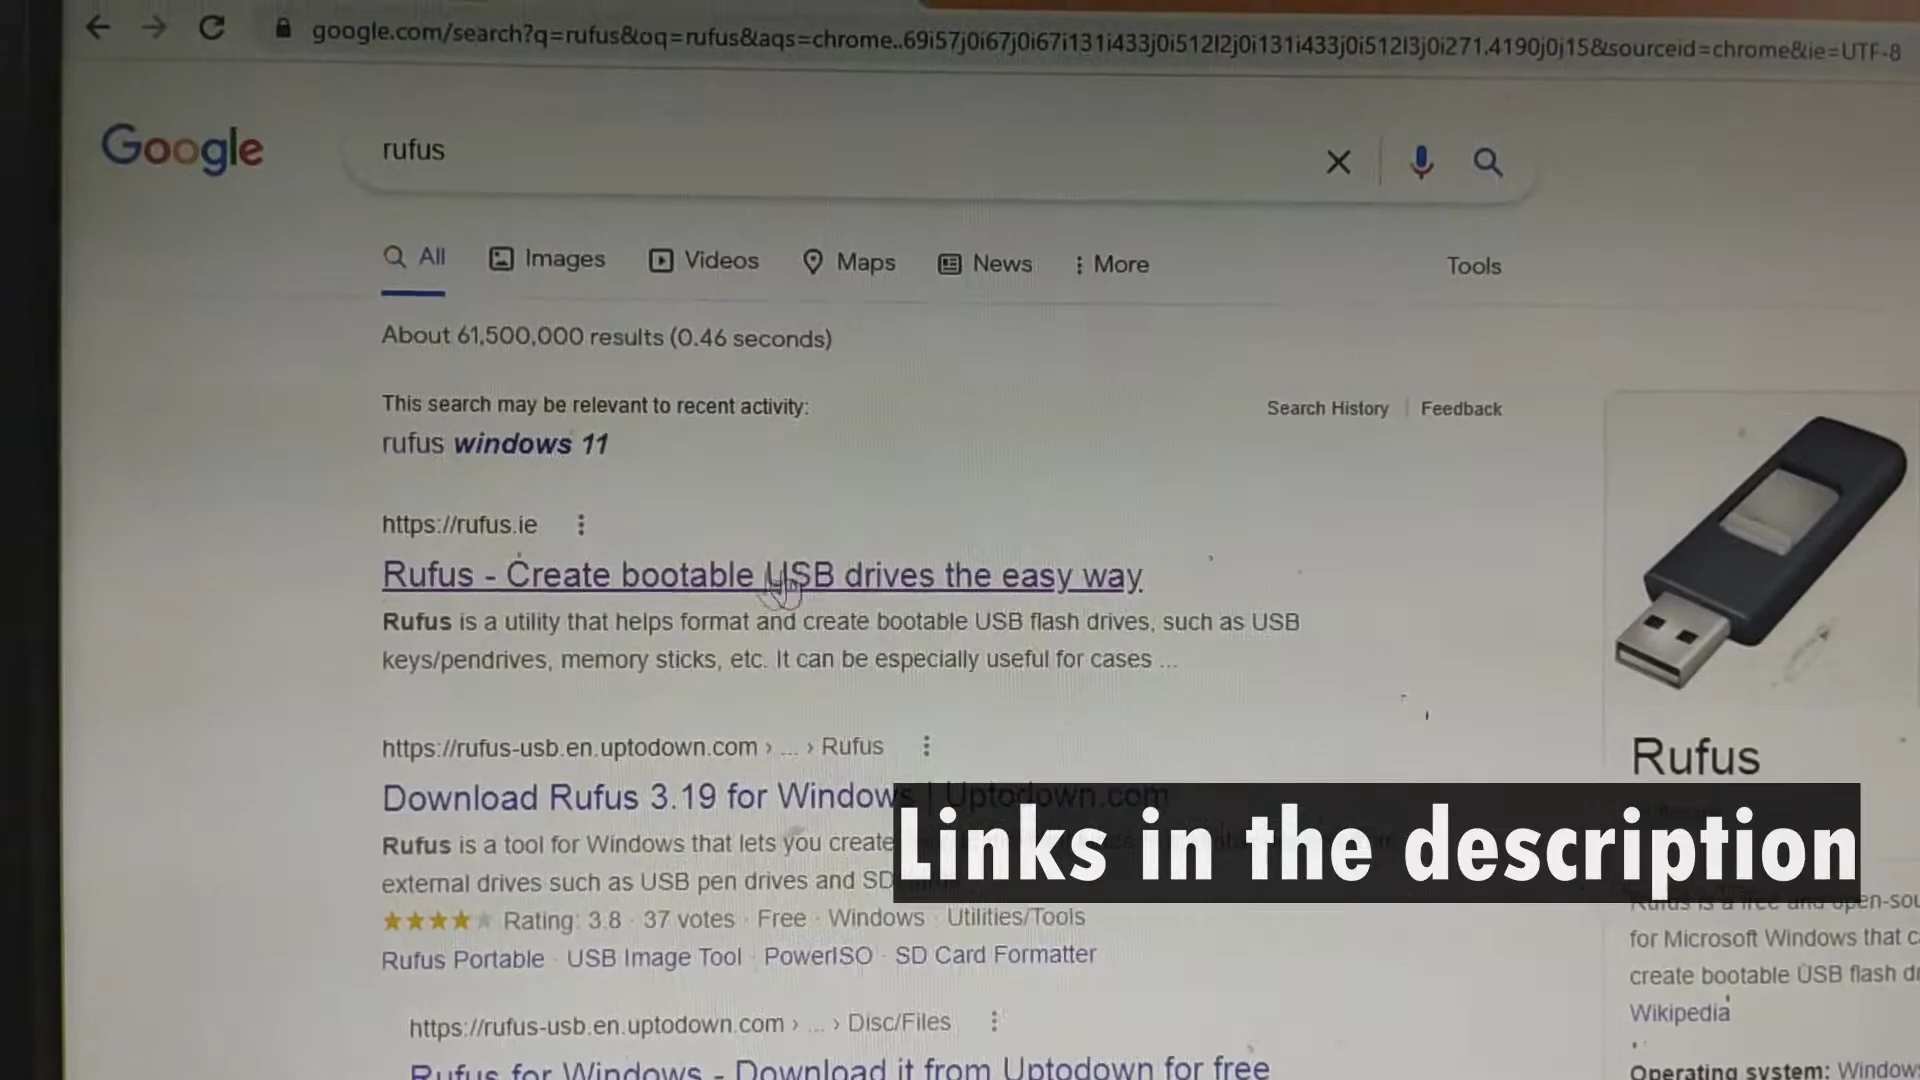 google.com/search?q=rufus&oq=rufus&aqs=chrome..69i57j0i67j0i67i131i433j0i512l2j0i131i433j0i512l3j0i271.4190j0j15&sourceid=chrome&ie=UTF-8
Google
rufus
All Images Videos Maps News More Tools
About 61,500,000 results (0.46 seconds)
This search may be relevant to recent activity:
Search History Feedback
rufus windows 11
https://rufus.ie
Rufus - Create bootable USB drives the easy way
Rufus is a utility that helps format and create bootable USB flash drives, such as USB
keys/pendrives, memory sticks, etc. It can be especially useful for cases ...
https://rufus-usb.en.uptodown.com › ... › Rufus
Download Rufus 3.19 for Windows | Uptodown.com
Rufus is a tool for Windows that lets you create
external drives such as USB pen drives and SD
Rating: 3.8 · 37 votes · Free · Windows · Utilities/Tools
Rufus Portable · USB Image Tool · PowerISO · SD Card Formatter
https://rufus-usb.en.uptodown.com › ... › Disc/Files
Rufus for Windows - Download it from Uptodown for free
Rufus
Links in the description
Rufus is a free and open-sou
for Microsoft Windows that c
create bootable USB flash d
Wikipedia
Operating system: Window